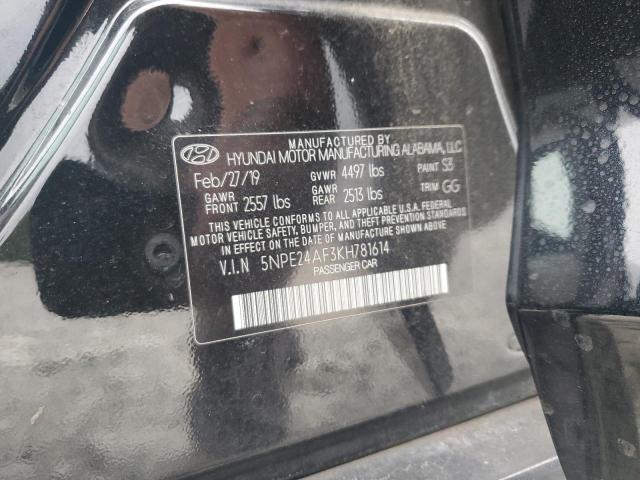 MANUFACTURED BY
HYUNDAI MOTOR MANUFACTURING ALABAMA, LLC
Feb/27/19 GVWR 4497 lbs PAINT S3
GAWR FRONT 2557 lbs GAWR REAR 2513 lbs TRIM GG
THIS VEHICLE CONFORMS TO ALL APPLICABLE U.S.A. FEDERAL
MOTOR VEHICLE SAFETY, BUMPER, AND THEFT PREVENTION STANDARDS
IN EFFECT ON THE DATE OF MANUFACTURE SHOWN ABOVE.
V.I.N 5NPE24AF3KH781614
PASSENGER CAR